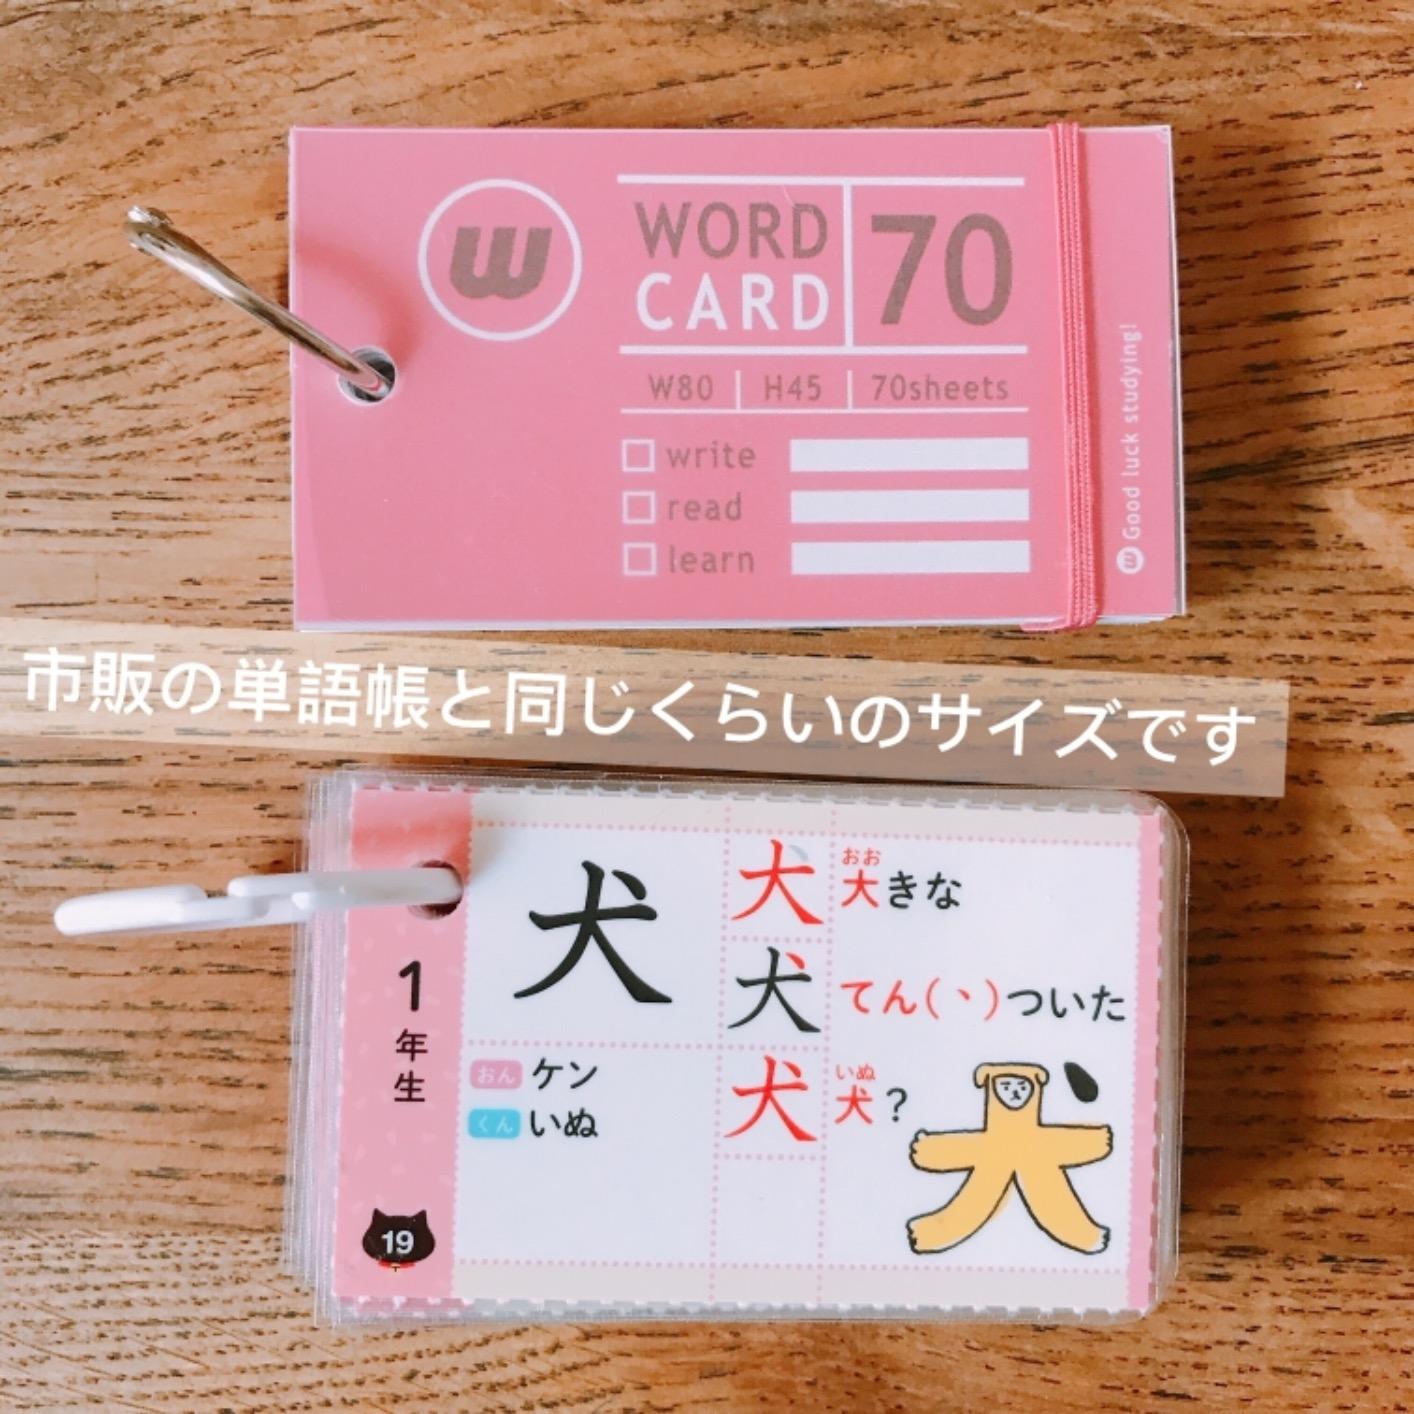 W
WORD
CARD
70
W80 | H45 | 70sheets
write
read
learn
W Good luck studying!
市販の単語帳と同じくらいのサイズです
1
年
生
19
犬
おん ケン
くん いぬ
犬
犬
犬
おお
大きな
てん(丶)ついた
いぬ
犬?